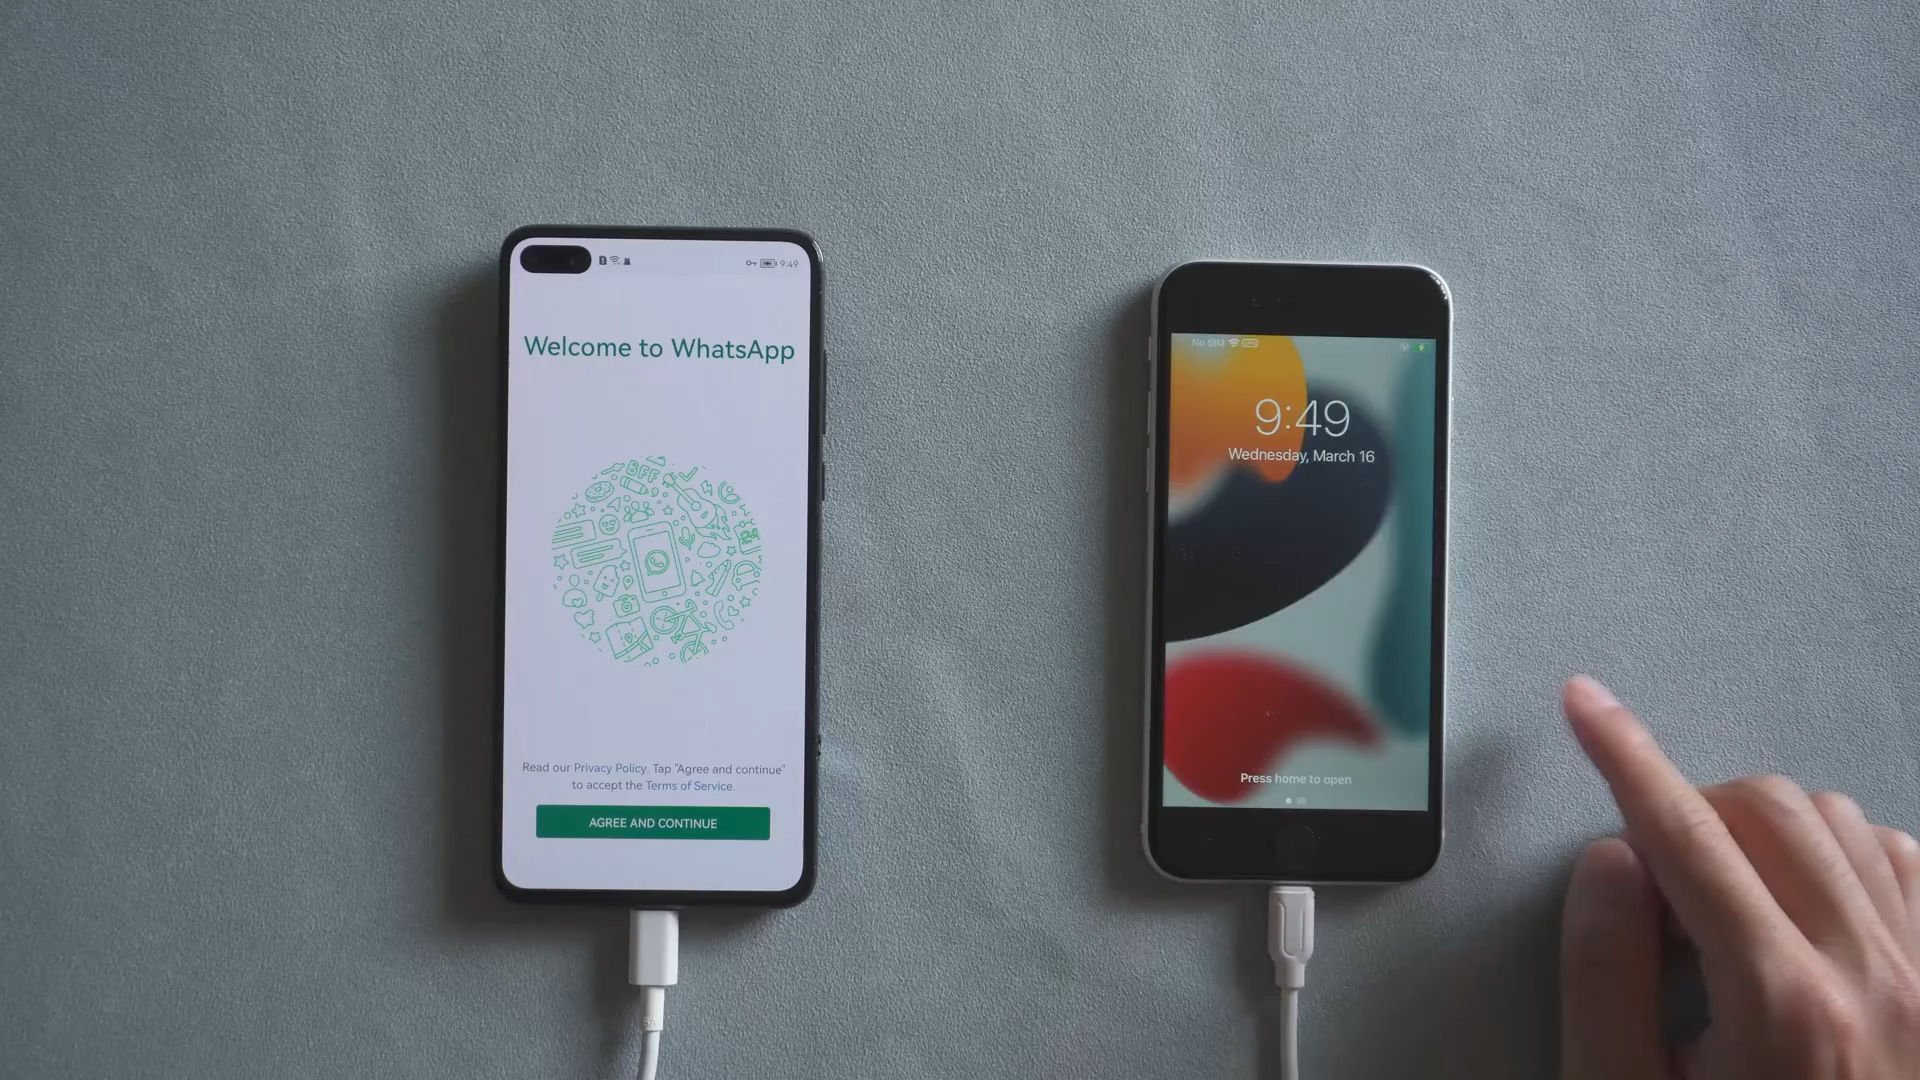 9:49
Welcome to WhatsApp
BFF
Read our Privacy Policy. Tap "Agree and continue"
to accept the Terms of Service.
AGREE AND CONTINUE
No SIM
9:49
Wednesday, March 16
Press home to open